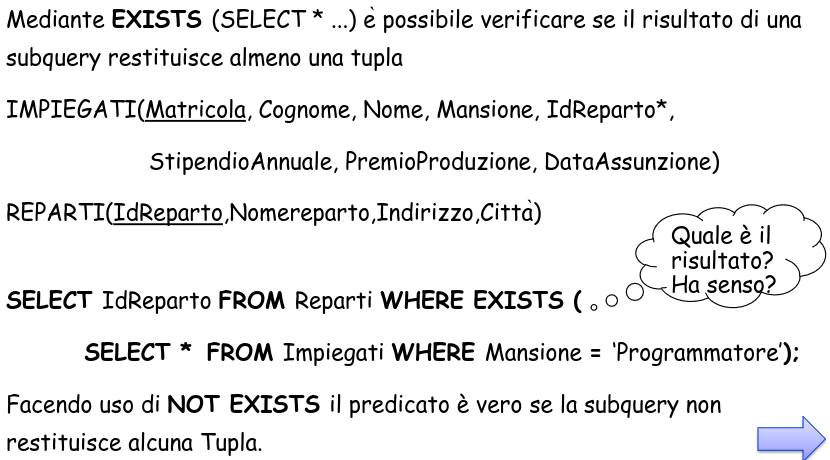 Mediante EXISTS (SELECT * ...) è possibile verificare se il risultato di una
subquery restituisce almeno una tupla
IMPIEGATI(Matricola, Cognome, Nome, Mansione, IdReparto*,
StipendioAnnuale, PremioProduzione, DataAssunzione)
REPARTI(IdReparto,Nomereparto,Indirizzo,Città)
Quale è il
risultato?
Ha senso?
SELECT IdReparto FROM Reparti WHERE EXISTS (
SELECT * FROM Impiegati WHERE Mansione = ‘Programmatore’);
Facendo uso di NOT EXISTS il predicato è vero se la subquery non
restituisce alcuna Tupla.